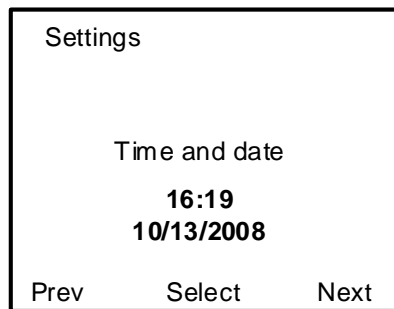 Settings
Time and date
16:19
10/13/2008
Prev Select Next